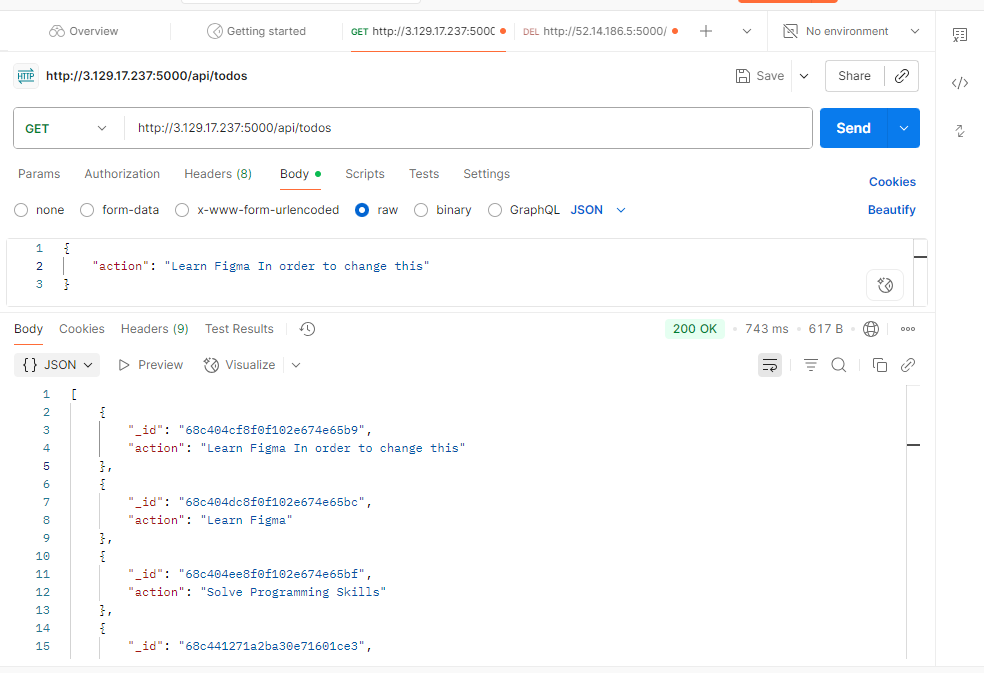 Overview Getting started GET http://3.129.17.237:5000 DEL http://52.14.186.5:5000/ No environment
HTTP http://3.129.17.237:5000/api/todos Save Share
GET http://3.129.17.237:5000/api/todos Send
Params Authorization Headers (8) Body Scripts Tests Settings Cookies
none form-data x-www-form-urlencoded raw binary GraphQL JSON Beautify
1 {
2 "action": "Learn Figma In order to change this"
3 }
Body Cookies Headers (9) Test Results 200 OK 743 ms 617 B
{} JSON Preview Visualize
1 [
2 {
3 "_id": "68c404cf8f0f102e674e65b9",
4 "action": "Learn Figma In order to change this"
5 },
6 {
7 "_id": "68c404dc8f0f102e674e65bc",
8 "action": "Learn Figma"
9 },
10 {
11 "_id": "68c404ee8f0f102e674e65bf",
12 "action": "Solve Programming Skills"
13 },
14 {
15 "_id": "68c441271a2ba30e71601ce3",